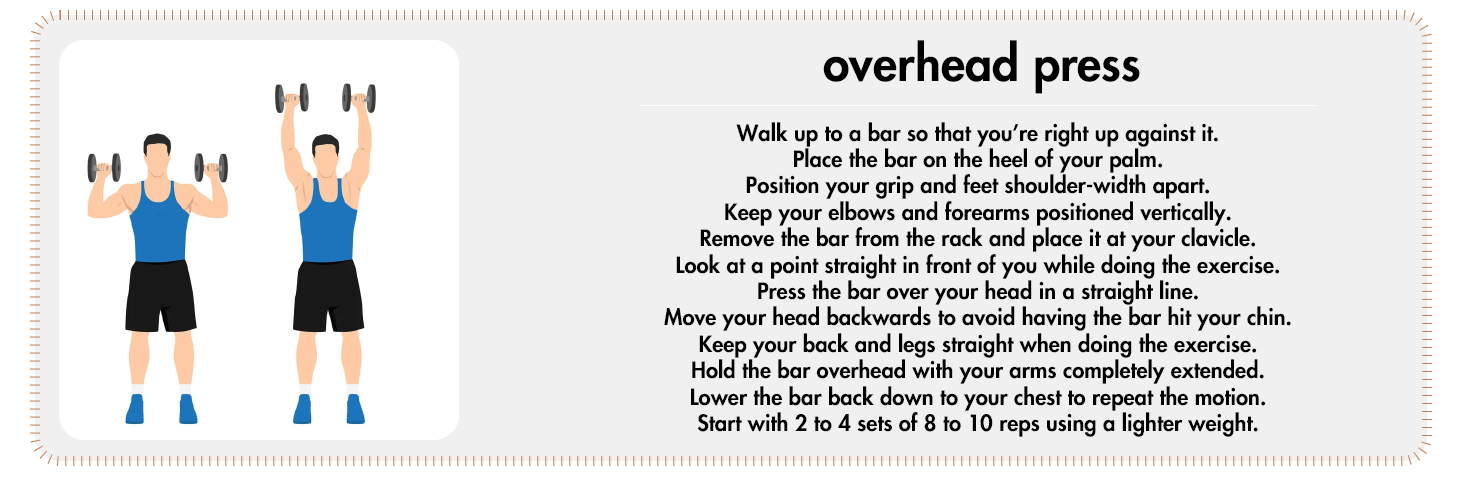 overhead press
Walk up to a bar so that you’re right up against it.
Place the bar on the heel of your palm.
Position your grip and feet shoulder-width apart.
Keep your elbows and forearms positioned vertically.
Remove the bar from the rack and place it at your clavicle.
Look at a point straight in front of you while doing the exercise.
Press the bar over your head in a straight line.
Move your head backwards to avoid having the bar hit your chin.
Keep your back and legs straight when doing the exercise.
Hold the bar overhead with your arms completely extended.
Lower the bar back down to your chest to repeat the motion.
Start with 2 to 4 sets of 8 to 10 reps using a lighter weight.